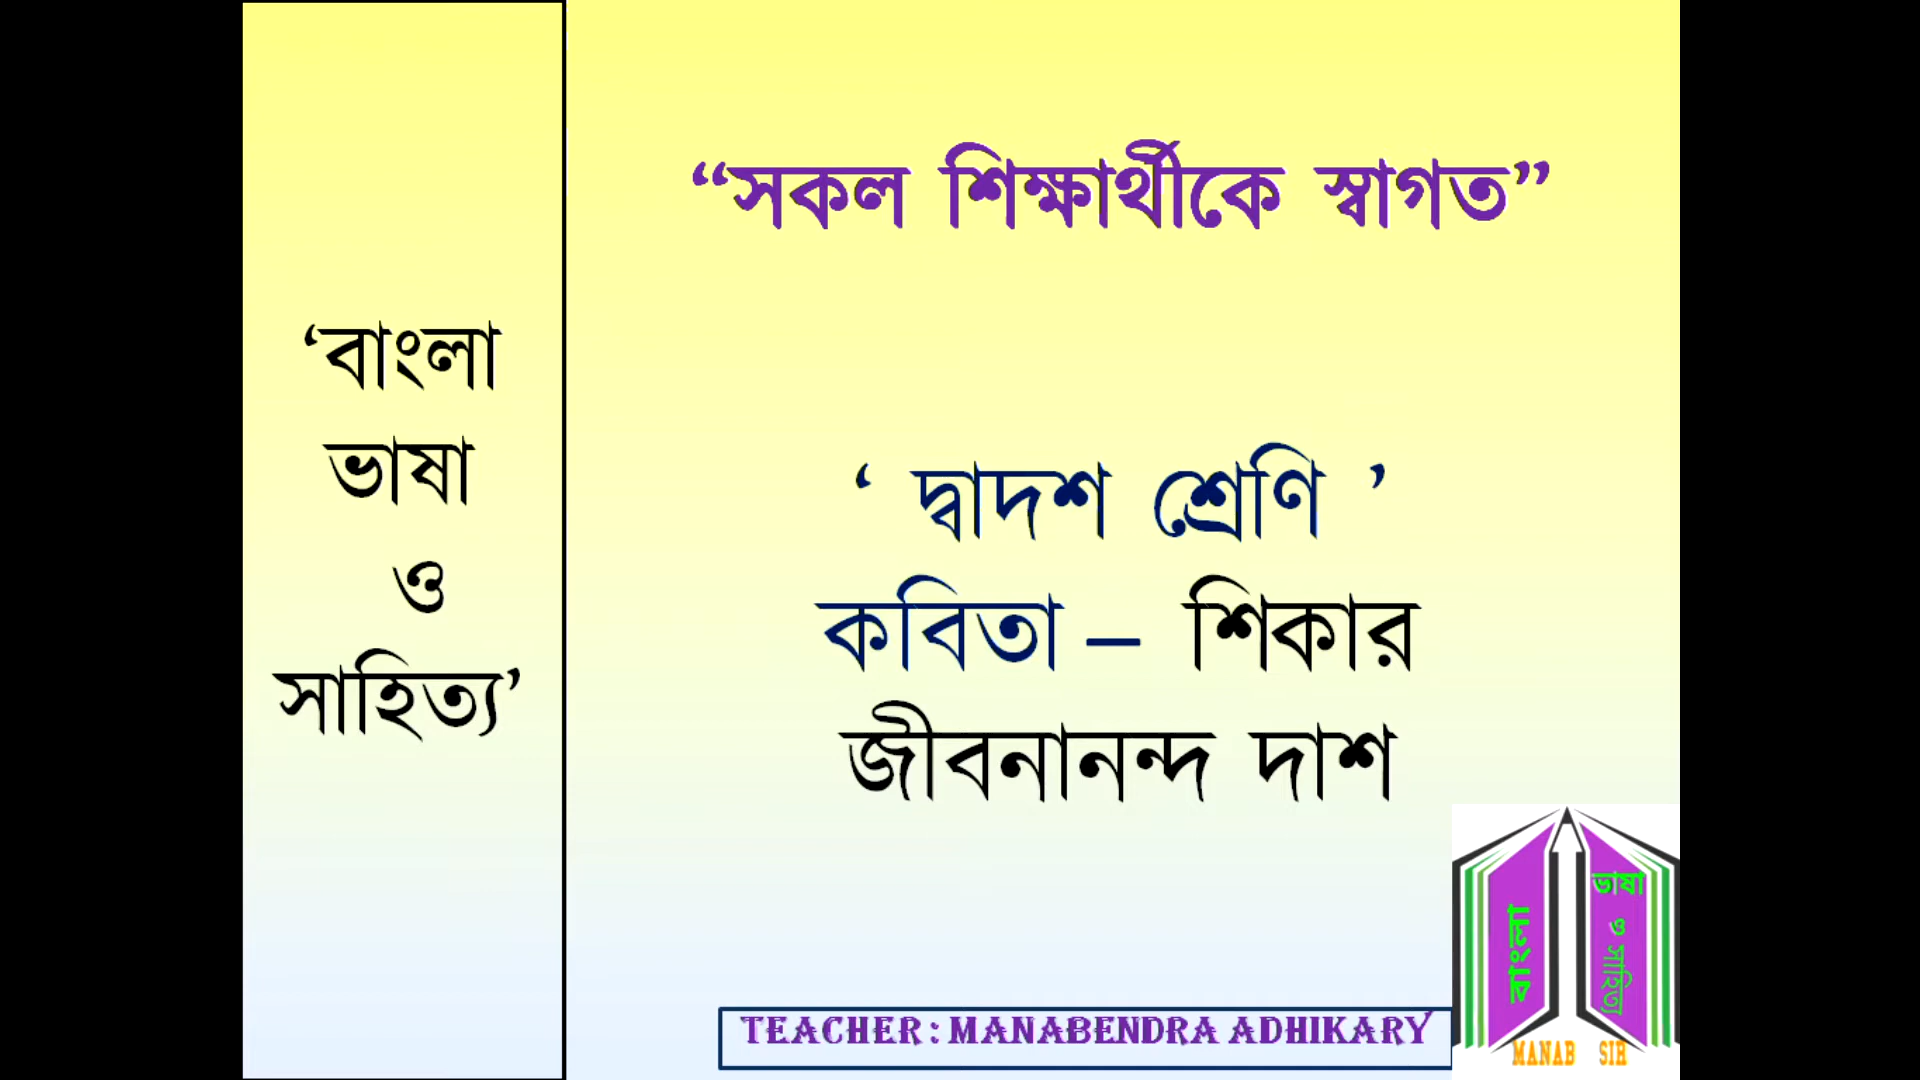 ‘বাংলা
ভাষা
ও
সাহিত্য’
“সকল শিক্ষার্থীকে স্বাগত”
‘ দ্বাদশ শ্রেণি ’
কবিতা – শিকার
জীবনানন্দ দাশ
TEACHER : MANABENDRA ADHIKARY
বাংলা
ভাষা
ও
সাহিত্য
MANAB SIR